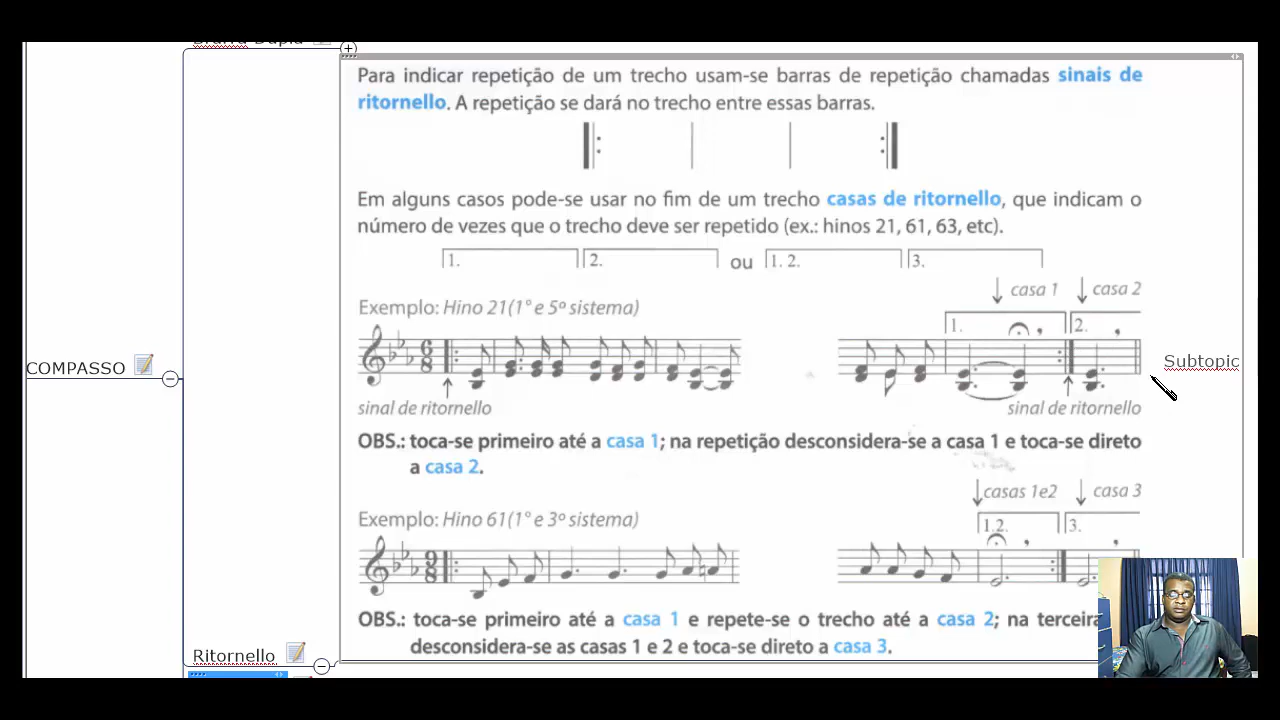 Para indicar repetição de um trecho usam-se barras de repetição chamadas sinais de
ritornello. A repetição se dará no trecho entre essas barras.
Em alguns casos pode-se usar no fim de um trecho casas de ritornello, que indicam o
número de vezes que o trecho deve ser repetido (ex.: hinos 21, 61, 63, etc).
1. 2. ou 1. 2. 3.
casa 1 casa 2
Exemplo: Hino 21(1° e 5º sistema)
1. 2.
6
8
COMPASSO
Subtopic
sinal de ritornello sinal de ritornello
OBS.: toca-se primeiro até a casa 1; na repetição desconsidera-se a casa 1 e toca-se direto
a casa 2.
casas 1e2 casa 3
Exemplo: Hino 61(1° e 3º sistema)
1.2. 3.
9
8
OBS.: toca-se primeiro até a casa 1 e repete-se o trecho até a casa 2; na terceira
desconsidera-se as casas 1 e 2 e toca-se direto a casa 3.
Ritornello